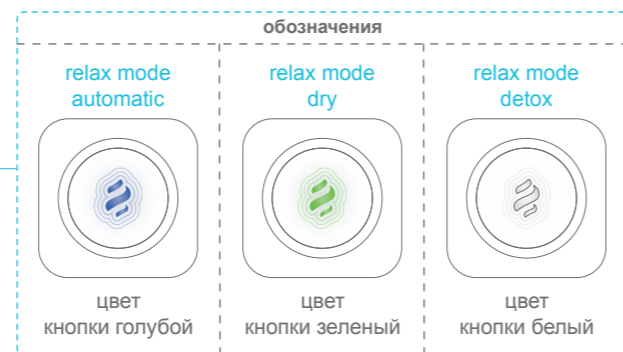 обозначения
relax mode
automatic
relax mode
dry
relax mode
detox
цвет
кнопки голубой
цвет
кнопки зеленый
цвет
кнопки белый